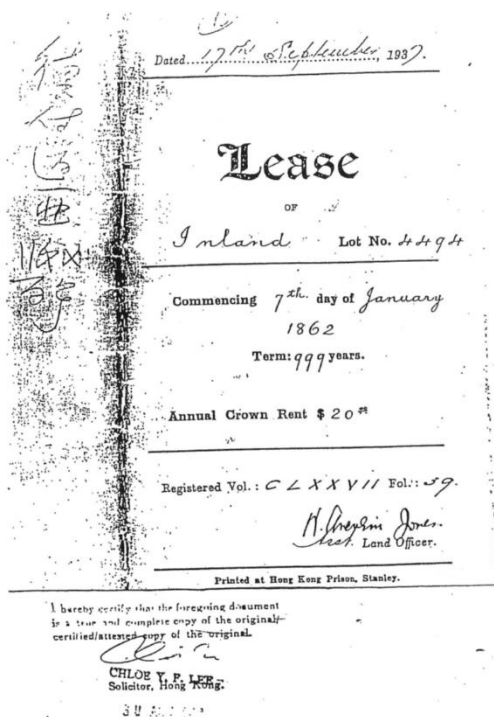 Dated 17th September, 1937.
Lease
OF
Inland Lot No. 4494
Commencing 7th day of January
1862
Term: 999 years.
Annual Crown Rent $ 20
Registered Vol.: CLXXVII Fol.: 59.
Jones.
Asst. Land Officer.
Printed at Hong Kong Prison, Stanley.
I hereby certify that the foregoing document
is a true and complete copy of the original/
certified/attested copy of the original.
CHLOE Y. P. LEE
Solicitor, Hong Kong.